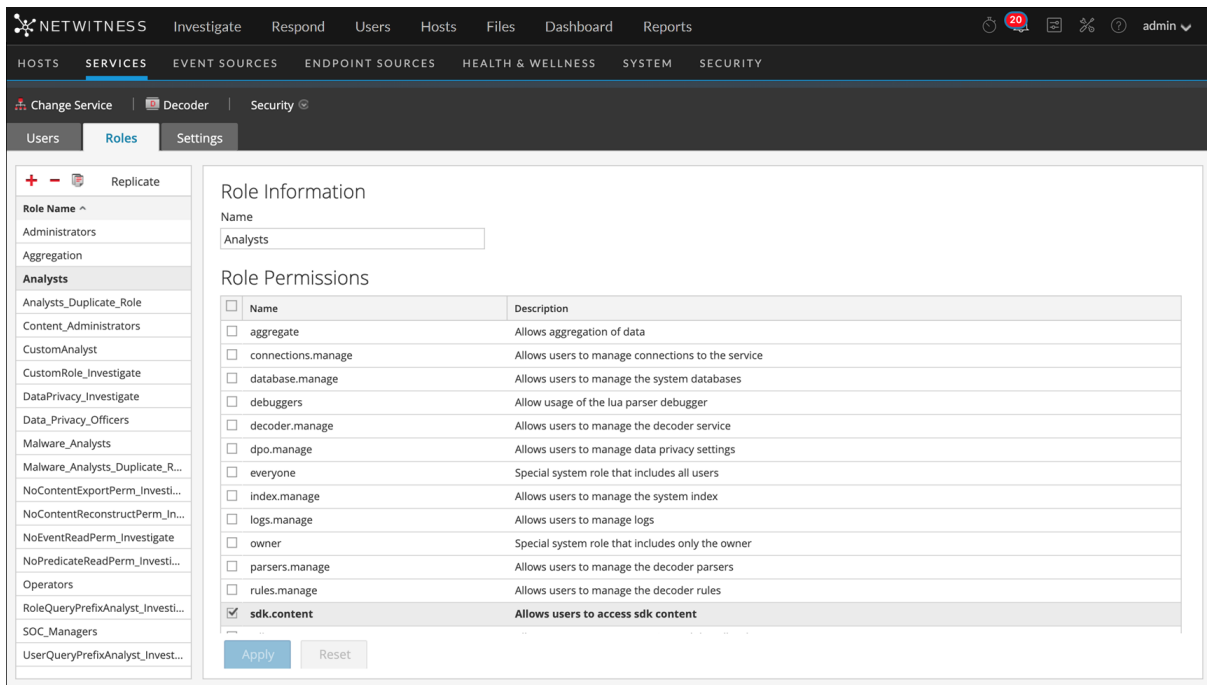 NETWITNESS Investigate Respond Users Hosts Files Dashboard Reports 20 admin
HOSTS SERVICES EVENT SOURCES ENDPOINT SOURCES HEALTH & WELLNESS SYSTEM SECURITY
Change Service Decoder Security
Users Roles Settings
Replicate
Role Name
Administrators
Aggregation
Analysts
Analysts_Duplicate_Role
Content_Administrators
CustomAnalyst
CustomRole_Investigate
DataPrivacy_Investigate
Data_Privacy_Officers
Malware_Analysts
Malware_Analysts_Duplicate_R...
NoContentExportPerm_Investi...
NoContentReconstructPerm_In...
NoEventReadPerm_Investigate
NoPredicateReadPerm_Investi...
Operators
RoleQueryPrefixAnalyst_Investi...
SOC_Managers
UserQueryPrefixAnalyst_Invest...
Role Information
Name
Analysts
Role Permissions
Name Description
aggregate Allows aggregation of data
connections.manage Allows users to manage connections to the service
database.manage Allows users to manage the system databases
debuggers Allow usage of the lua parser debugger
decoder.manage Allows users to manage the decoder service
dpo.manage Allows users to manage data privacy settings
everyone Special system role that includes all users
index.manage Allows users to manage the system index
logs.manage Allows users to manage logs
owner Special system role that includes only the owner
parsers.manage Allows users to manage the decoder parsers
rules.manage Allows users to manage the decoder rules
sdk.content Allows users to access sdk content
Apply Reset